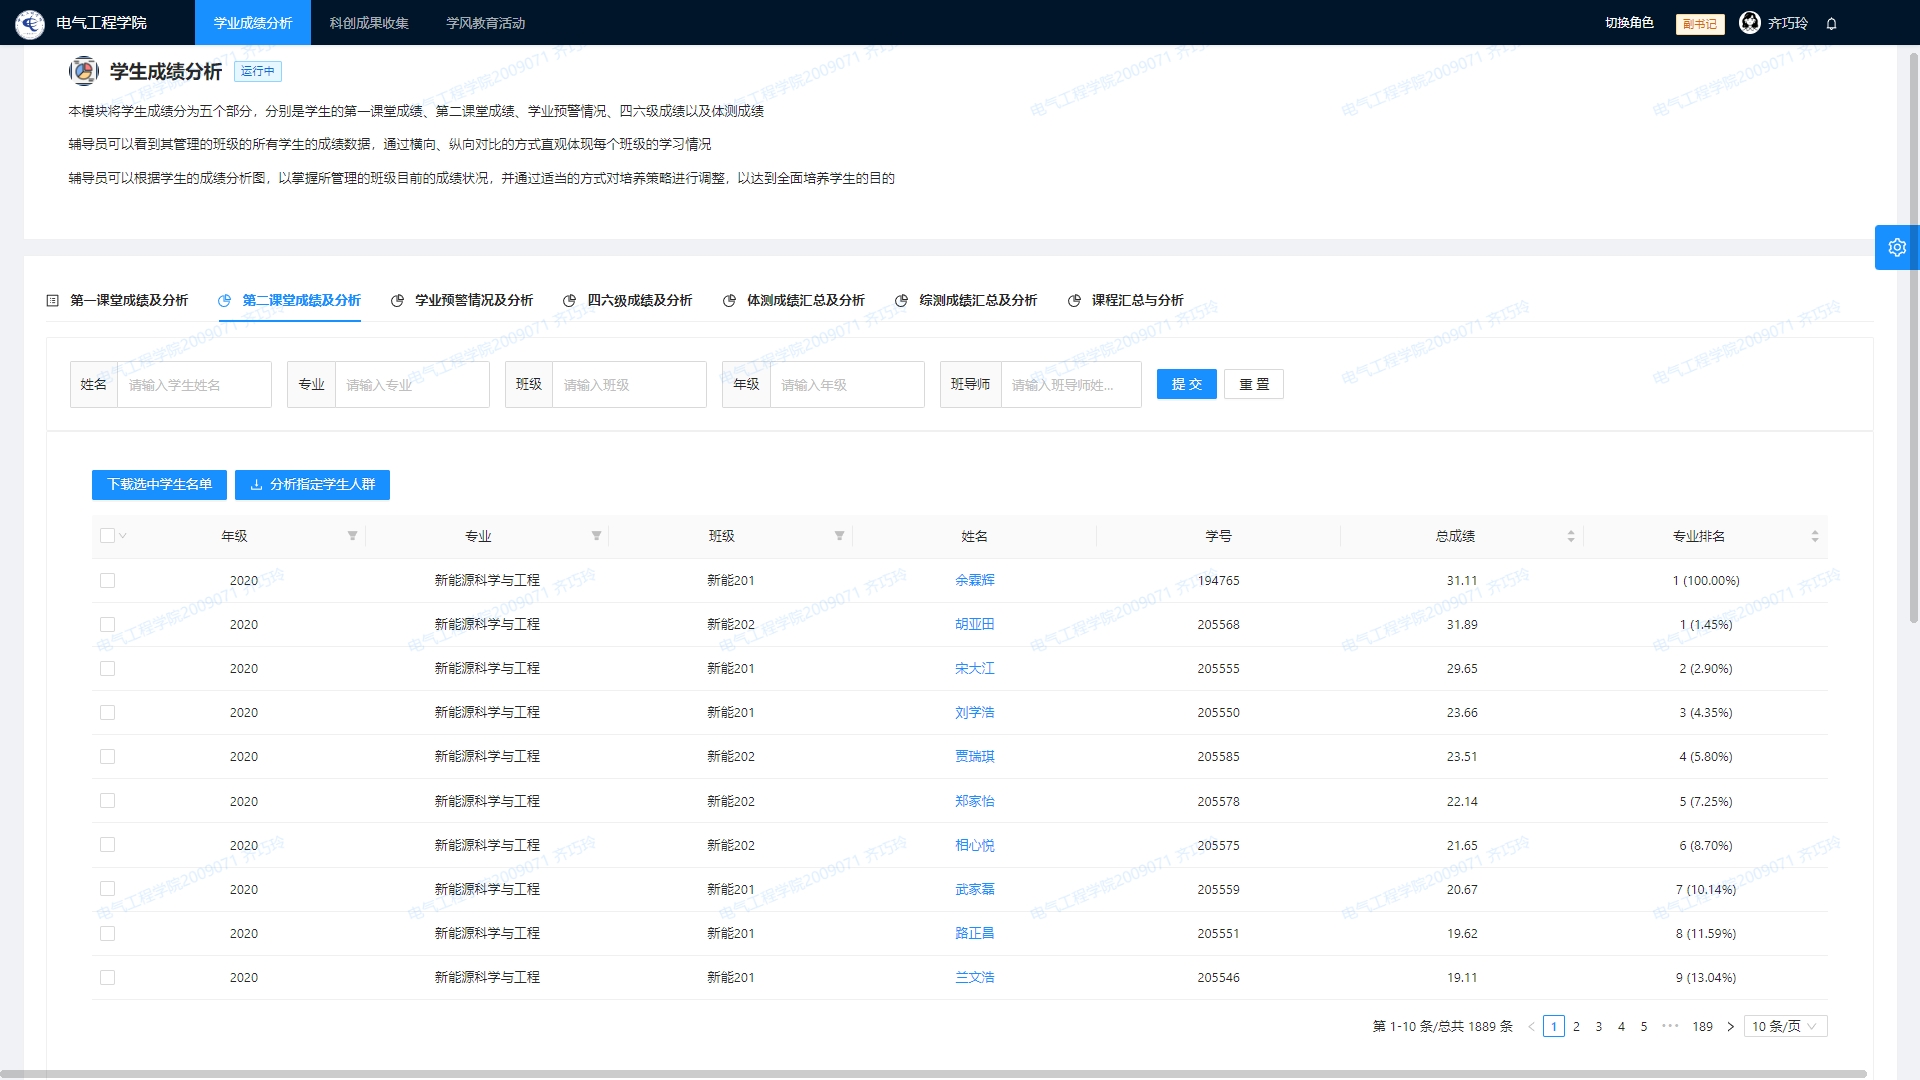 电气工程学院
学业成绩分析
科创成果收集
学风教育活动
切换角色
副书记
齐巧玲
学生成绩分析
运行中
本模块将学生成绩分为五个部分，分别是学生的第一课堂成绩、第二课堂成绩、学业预警情况、四六级成绩以及体测成绩
辅导员可以看到其管理的班级的所有学生的成绩数据，通过横向、纵向对比的方式直观体现每个班级的学习情况
辅导员可以根据学生的成绩分析图，以掌握所管理的班级目前的成绩状况，并通过适当的方式对培养策略进行调整，以达到全面培养学生的目的
第一课堂成绩及分析 第二课堂成绩及分析 学业预警情况及分析 四六级成绩及分析 体测成绩汇总及分析 综测成绩汇总及分析 课程汇总与分析
姓名 请输入学生姓名 专业 请输入专业 班级 请输入班级 年级 请输入年级 班导师 请输入班导师姓... 提 交 重 置
下载选中学生名单 分析指定学生人群
年级 专业 班级 姓名 学号 总成绩 专业排名
2020 新能源科学与工程 新能201 余霖辉 194765 31.11 1 (100.00%)
2020 新能源科学与工程 新能202 胡亚田 205568 31.89 1 (1.45%)
2020 新能源科学与工程 新能201 宋大江 205555 29.65 2 (2.90%)
2020 新能源科学与工程 新能201 刘学浩 205550 23.66 3 (4.35%)
2020 新能源科学与工程 新能202 贾瑞琪 205585 23.51 4 (5.80%)
2020 新能源科学与工程 新能202 郑家怡 205578 22.14 5 (7.25%)
2020 新能源科学与工程 新能202 相心悦 205575 21.65 6 (8.70%)
2020 新能源科学与工程 新能201 武家磊 205559 20.67 7 (10.14%)
2020 新能源科学与工程 新能201 路正昌 205551 19.62 8 (11.59%)
2020 新能源科学与工程 新能201 兰文浩 205546 19.11 9 (13.04%)
第 1-10 条/总共 1889 条 < 1 2 3 4 5 ••• 189 > 10 条/页
电气工程学院2009071 齐巧玲